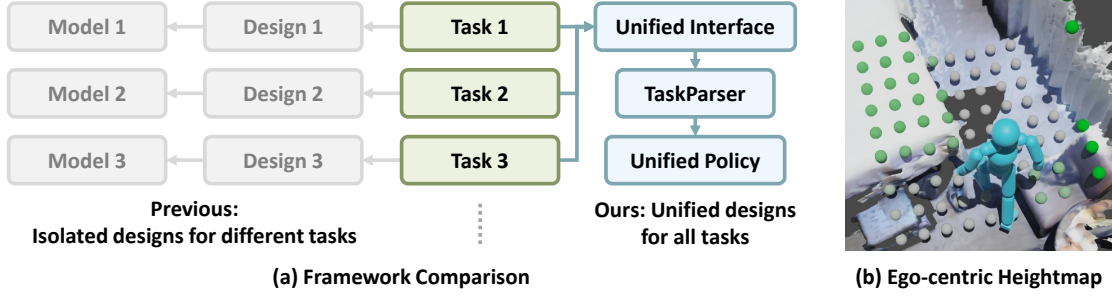 Model 1 Design 1 Task 1 Unified Interface
Model 2 Design 2 Task 2 TaskParser
Model 3 Design 3 Task 3 Unified Policy
Previous:
Isolated designs for different tasks
Ours: Unified designs
for all tasks
(a) Framework Comparison
(b) Ego-centric Heightmap